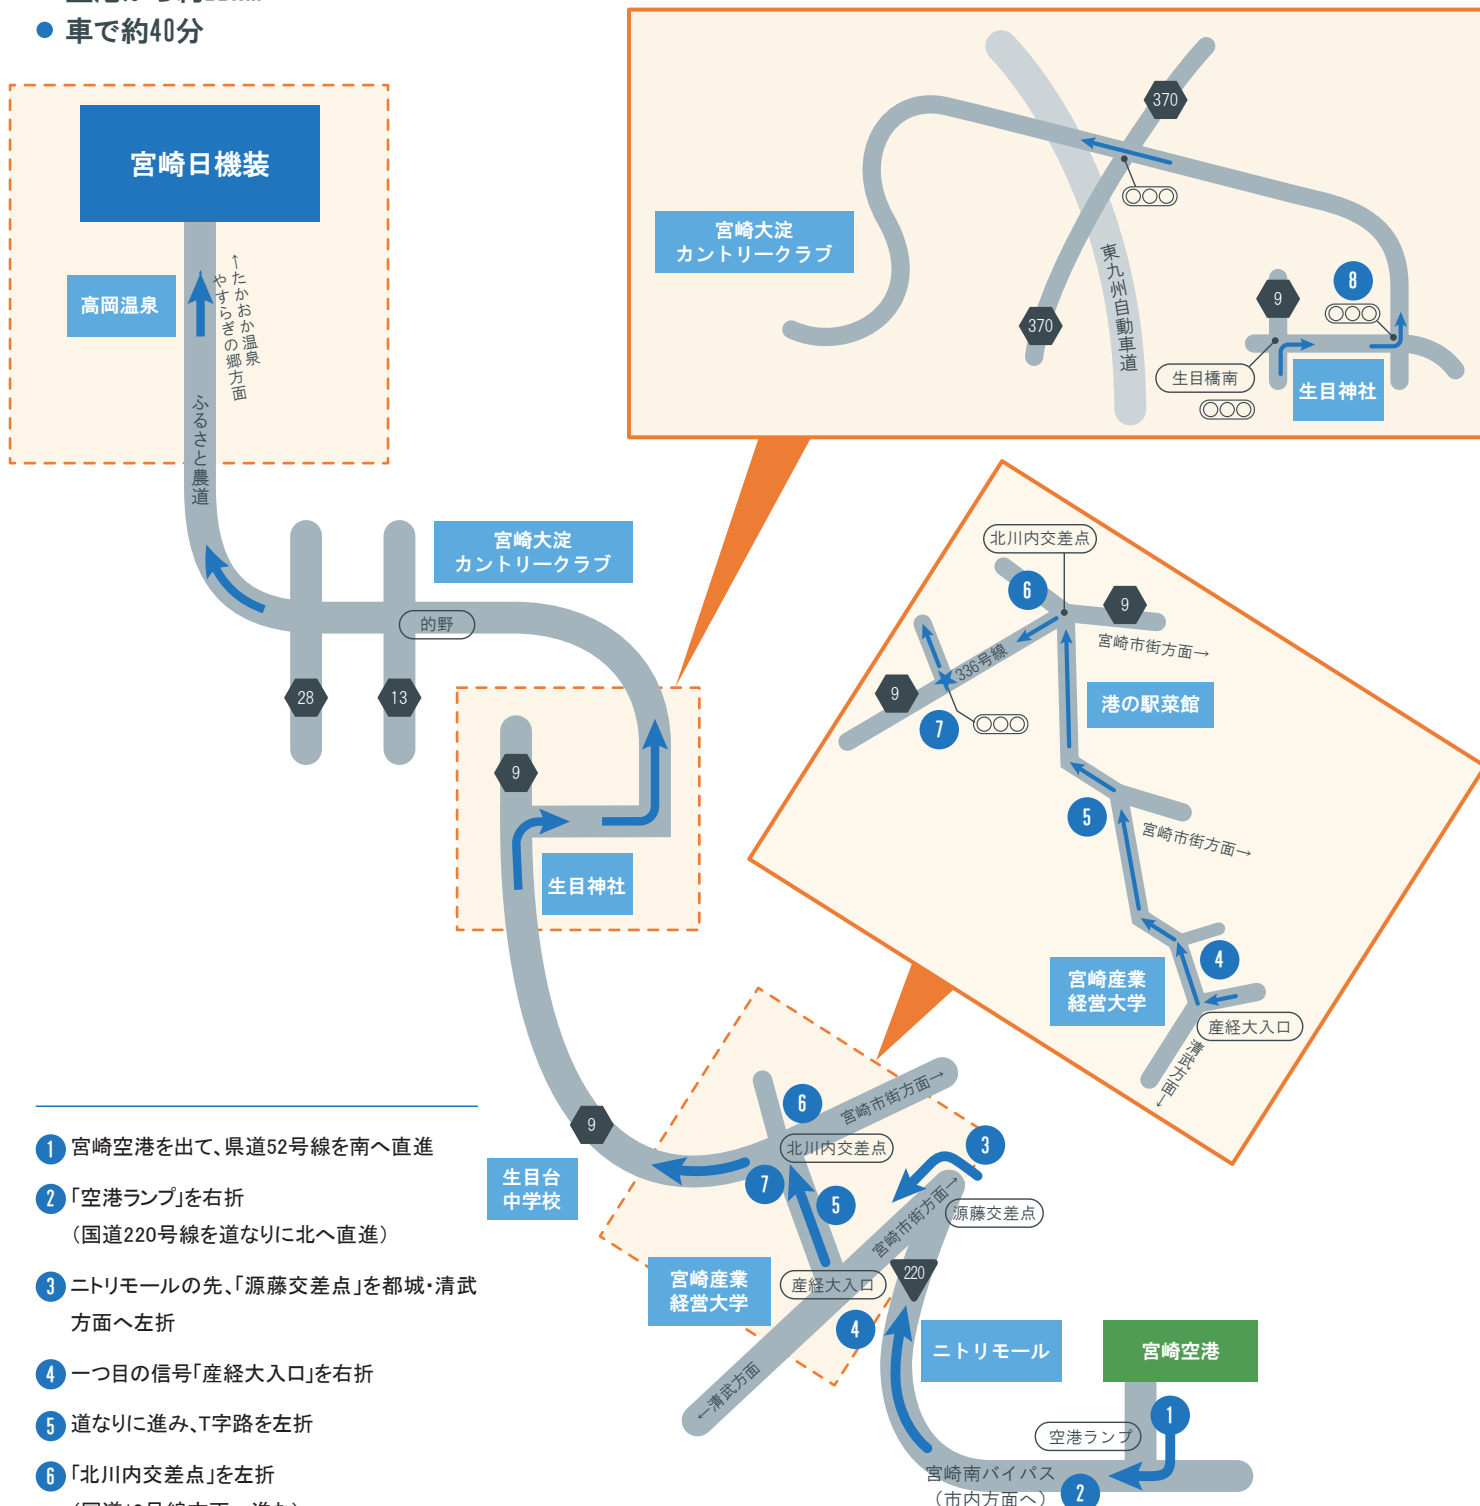 車で約40分
宮崎日機装
高岡温泉
←たかおか温泉
やすらぎの郷方面
ふるさと農道
宮崎大淀
カントリークラブ
的野
28
13
9
生目神社
9
生目台
中学校
370
370
宮崎大淀
カントリークラブ
東九州自動車道
8
9
生目橋南
生目神社
北川内交差点
6
9
宮崎市街方面→
336号線
9
7
港の駅菜館
5
宮崎市街方面→
4
宮崎産業
経営大学
産経大入口
清武方面→
6
宮崎市街方面→
北川内交差点
3
7
5
宮崎市街方面→
源藤交差点
宮崎産業
経営大学
産経大入口
220
4
←清武方面
ニトリモール
宮崎空港
1
空港ランプ
宮崎南バイパス
（市内方面へ）
2
1 宮崎空港を出て、県道52号線を南へ直進
2 「空港ランプ」を右折
（国道220号線を道なりに北へ直進）
3 ニトリモールの先、「源藤交差点」を都城・清武
方面へ左折
4 一つ目の信号「産経大入口」を右折
5 道なりに進み、T字路を左折
6 「北川内交差点」を左折